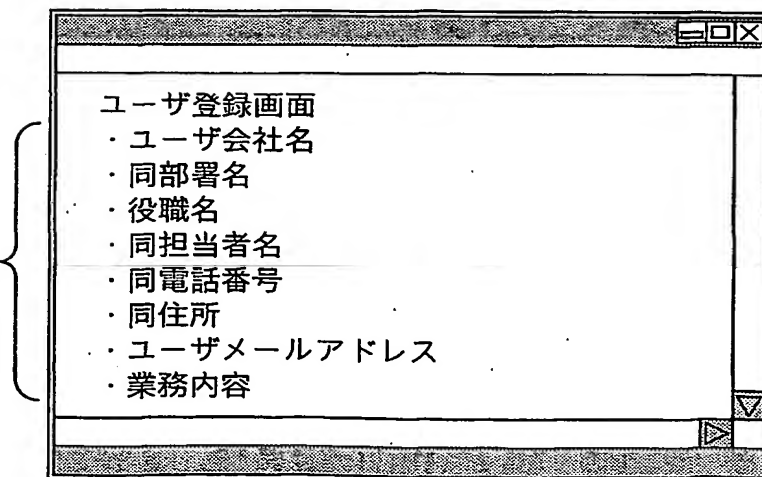 ユーザ登録画面
・ユーザ会社名
・同部署名
・役職名
・同担当者名
・同電話番号
・同住所
・ユーザメールアドレス
・業務内容